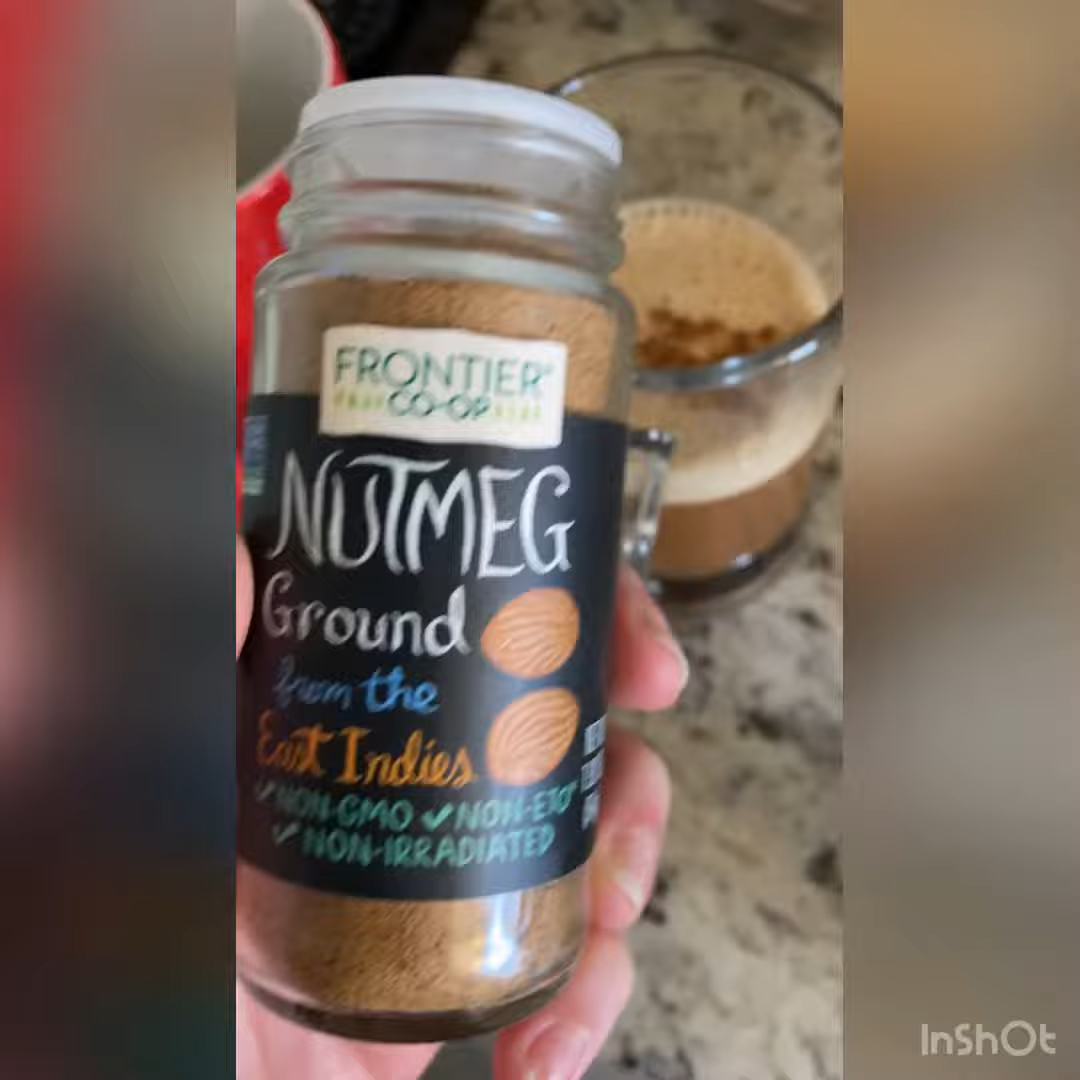 FRONTIER®
CO-OP
NUTMEG
Ground
from the
East Indies
✓NON-GMO ✓NON-ETO*
✓NON-IRRADIATED
InShOt